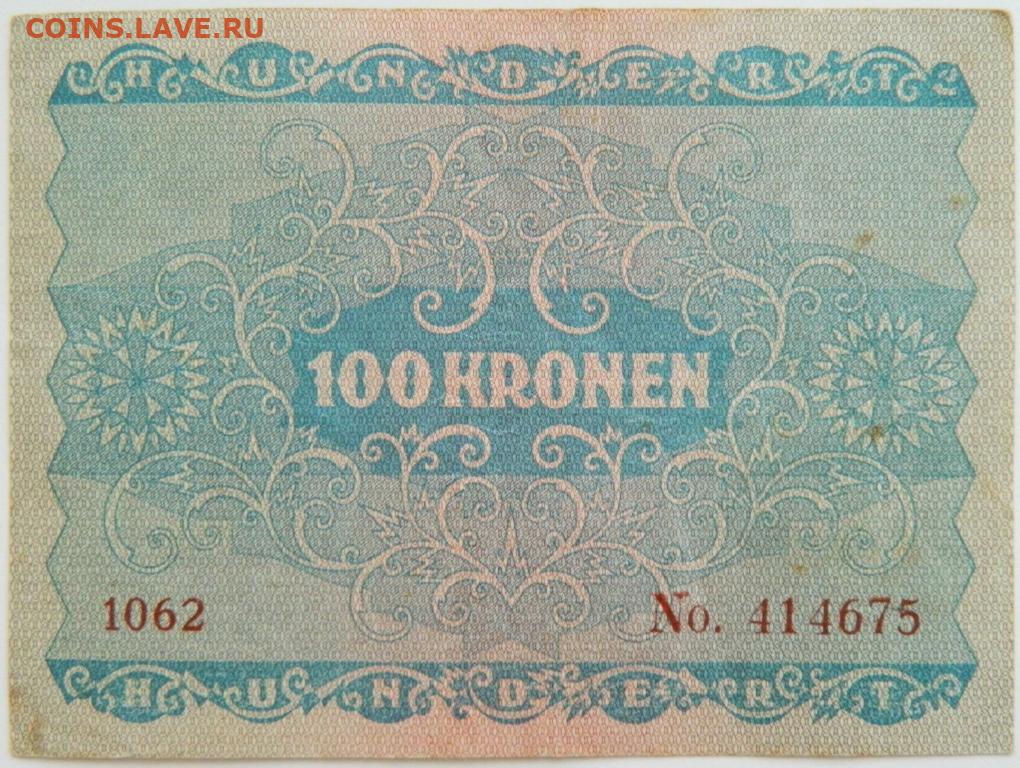 COINS.LAVE.RU
HUNDERT
100 KRONEN
1062 No. 414675
HUNDERT